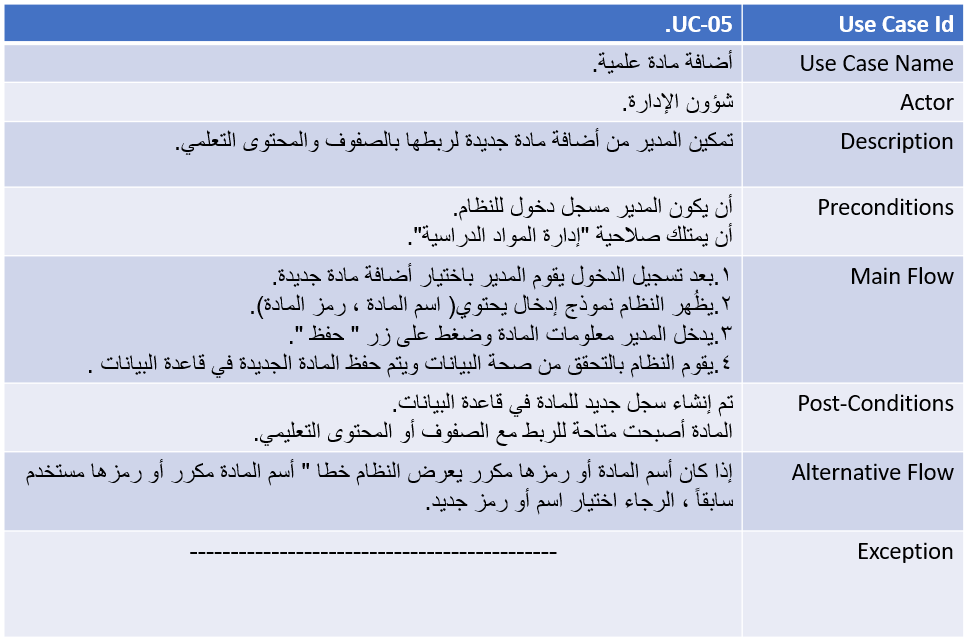 Use Case Id
UC-05.
Use Case Name
أضافة مادة علمية.
Actor
شؤون الإدارة.
Description
تمكين المدير من أضافة مادة جديدة لربطها بالصفوف والمحتوى التعلمي.
Preconditions
أن يكون المدير مسجل دخول للنظام.
أن يمتلك صلاحية "إدارة المواد الدراسية".
Main Flow
١.بعد تسجيل الدخول يقوم المدير باختيار أضافة مادة جديدة.
٢.يظُهر النظام نموذج إدخال يحتوي( اسم المادة ، رمز المادة).
٣.يدخل المدير معلومات المادة وضغط على زر " حفظ ".
٤.يقوم النظام بالتحقق من صحة البيانات ويتم حفظ المادة الجديدة في قاعدة البيانات .
Post-Conditions
تم إنشاء سجل جديد للمادة في قاعدة البيانات.
المادة أصبحت متاحة للربط مع الصفوف أو المحتوى التعليمي.
Alternative Flow
إذا كان أسم المادة أو رمزها مكرر يعرض النظام خطا " أسم المادة مكرر أو رمزها مستخدم
سابقاً ، الرجاء اختيار اسم أو رمز جديد.
Exception
---------------------------------------------